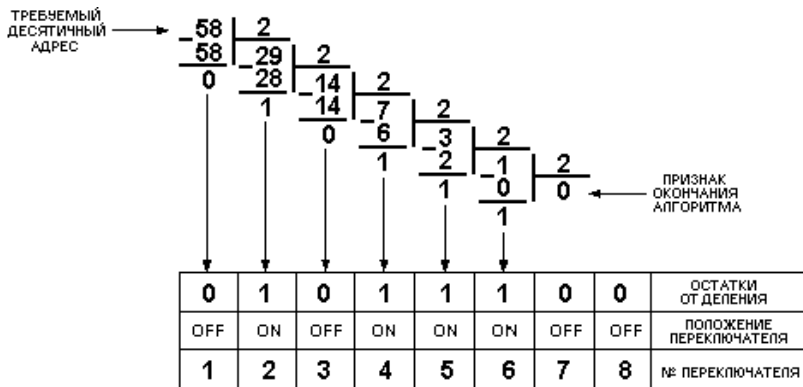 ТРЕБУЕМЫЙ
ДЕСЯТИЧНЫЙ
АДРЕС
58 2
58 29 2
0 28 14 2
1 14 7 2
0 6 3 2
1 2 1 2
1 0 0
1
ПРИЗНАК
ОКОНЧАНИЯ
АЛГОРИТМА
0 1 0 1 1 1 0 0 ОСТАТКИ
ОТ ДЕЛЕНИЯ
OFF ON OFF ON ON ON OFF OFF ПОЛОЖЕНИЕ
ПЕРЕКЛЮЧАТЕЛЯ
1 2 3 4 5 6 7 8 № ПЕРЕКЛЮЧАТЕЛЯ